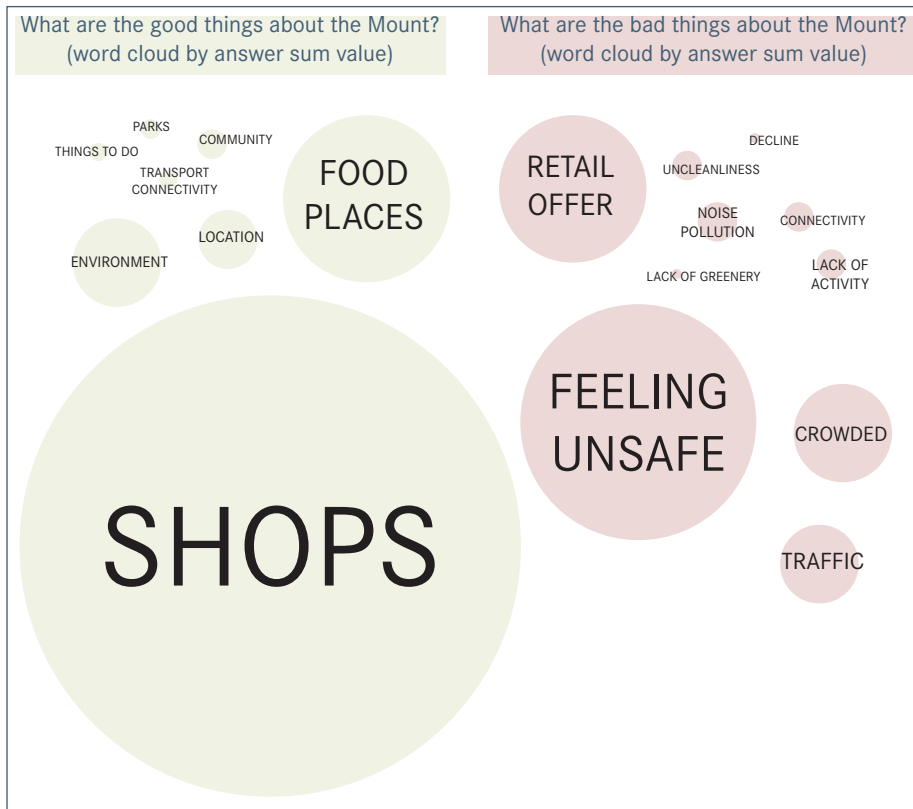 What are the good things about the Mount?
(word cloud by answer sum value)
PARKS
COMMUNITY
THINGS TO DO
TRANSPORT
CONNECTIVITY
FOOD
PLACES
LOCATION
ENVIRONMENT
SHOPS
What are the bad things about the Mount?
(word cloud by answer sum value)
DECLINE
RETAIL
OFFER
UNCLEANLINESS
NOISE
POLLUTION
CONNECTIVITY
LACK OF GREENERY
LACK OF
ACTIVITY
FEELING
UNSAFE
CROWDED
TRAFFIC